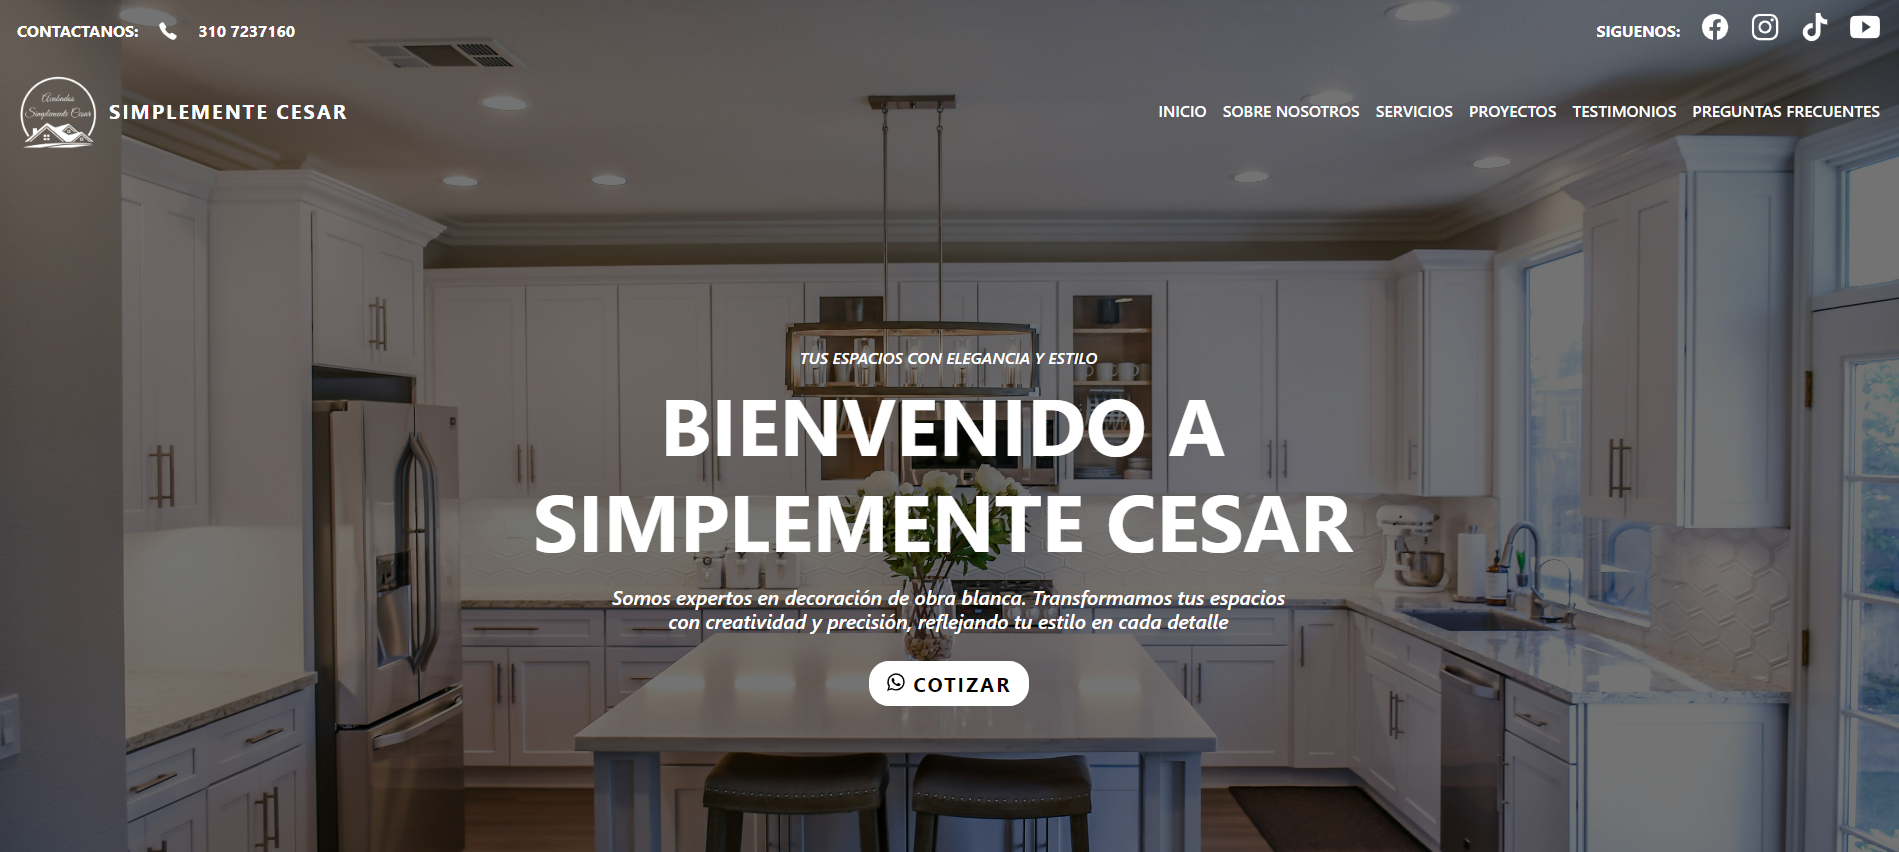 CONTACTANOS: 310 7237160
SIGUENOS:
Acabados
Simplemente Cesar
SIMPLEMENTE CESAR
INICIO SOBRE NOSOTROS SERVICIOS PROYECTOS TESTIMONIOS PREGUNTAS FRECUENTES
TUS ESPACIOS CON ELEGANCIA Y ESTILO
BIENVENIDO A
SIMPLEMENTE CESAR
Somos expertos en decoración de obra blanca. Transformamos tus espacios
con creatividad y precisión, reflejando tu estilo en cada detalle
COTIZAR